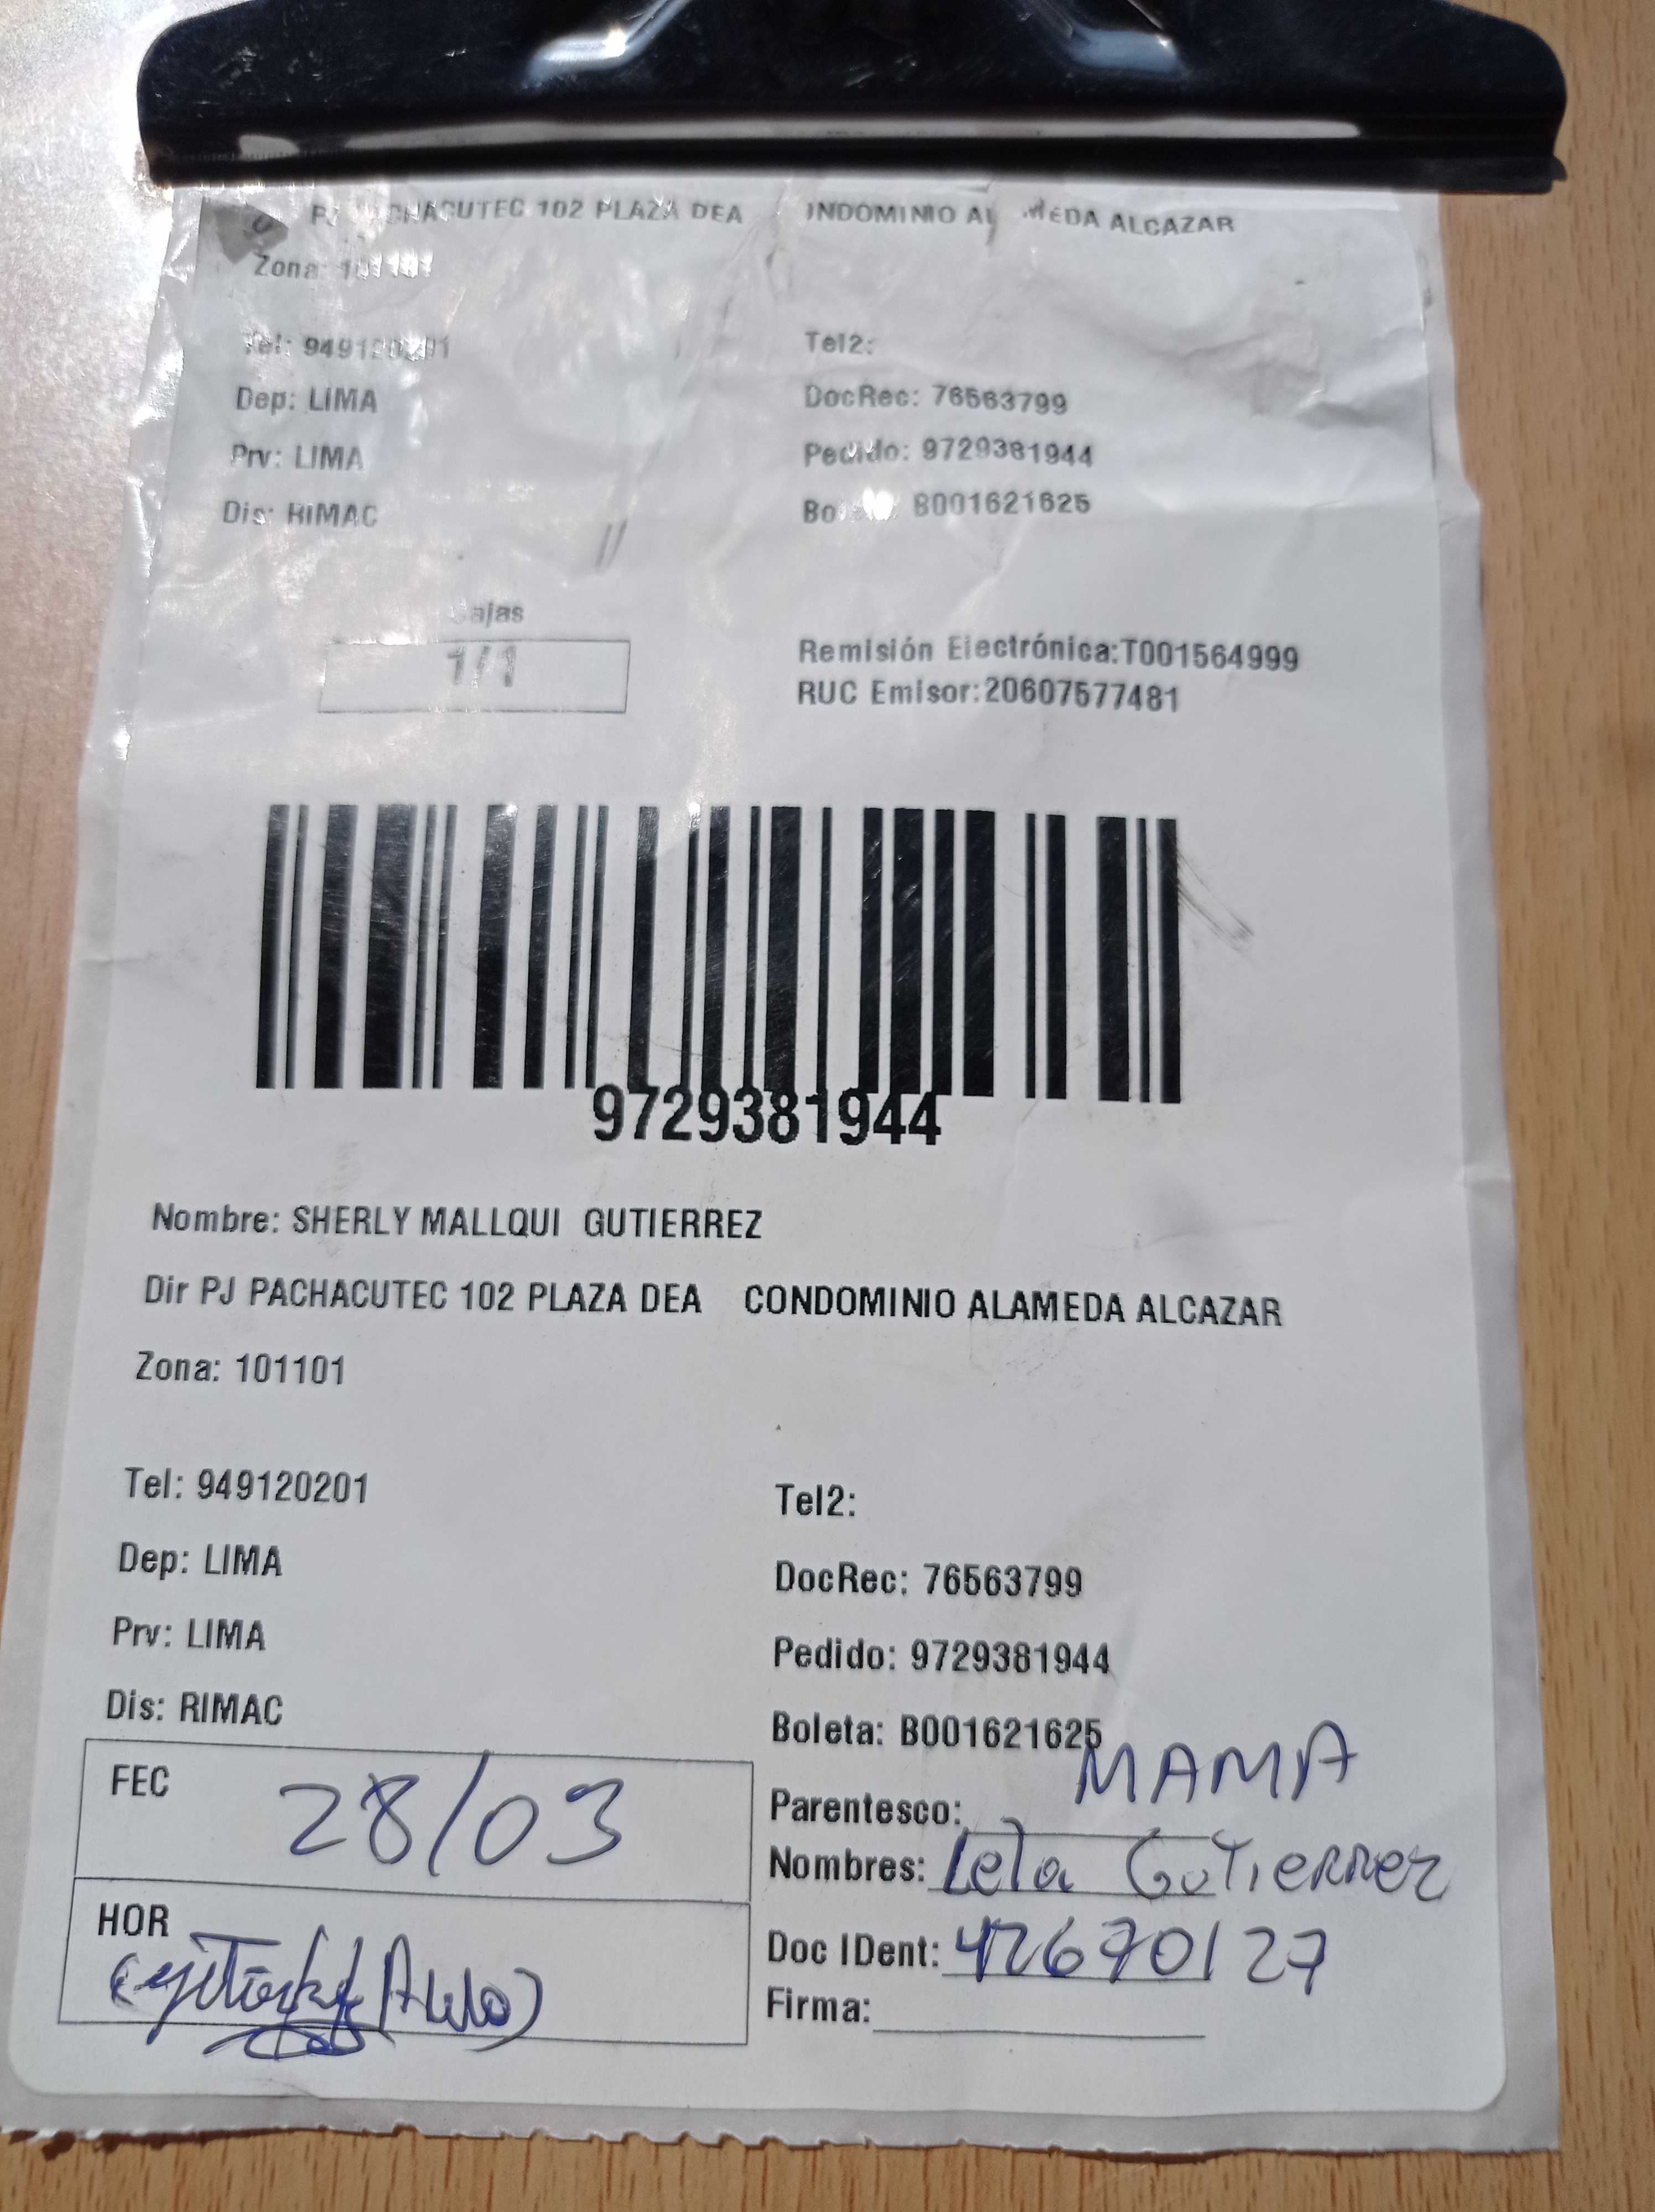 PACHACUTEC 102 PLAZA DEA INDOMINIO ALAMEDA ALCAZAR
Zona: 101101
Tel: 949120201 Tel2:
Dep: LIMA DocRec: 76563799
Prv: LIMA Pedido: 9729381944
Dis: RIMAC B001621625
Cajas
1/1
Remisión Electrónica:T001564999
RUC Emisor:20607577481
9729381944
Nombre: SHERLY MALLQUI GUTIERREZ
Dir PJ PACHACUTEC 102 PLAZA DEA CONDOMINIO ALAMEDA ALCAZAR
Zona: 101101
Tel: 949120201 Tel2:
Dep: LIMA DocRec: 76563799
Prv: LIMA Pedido: 9729381944
Dis: RIMAC Boleta: B001621625
FEC 28/03
Parentesco: MAMA
Nombres: Leta Gutierrez
HOR
Doc IDent: 42670127
Firma: